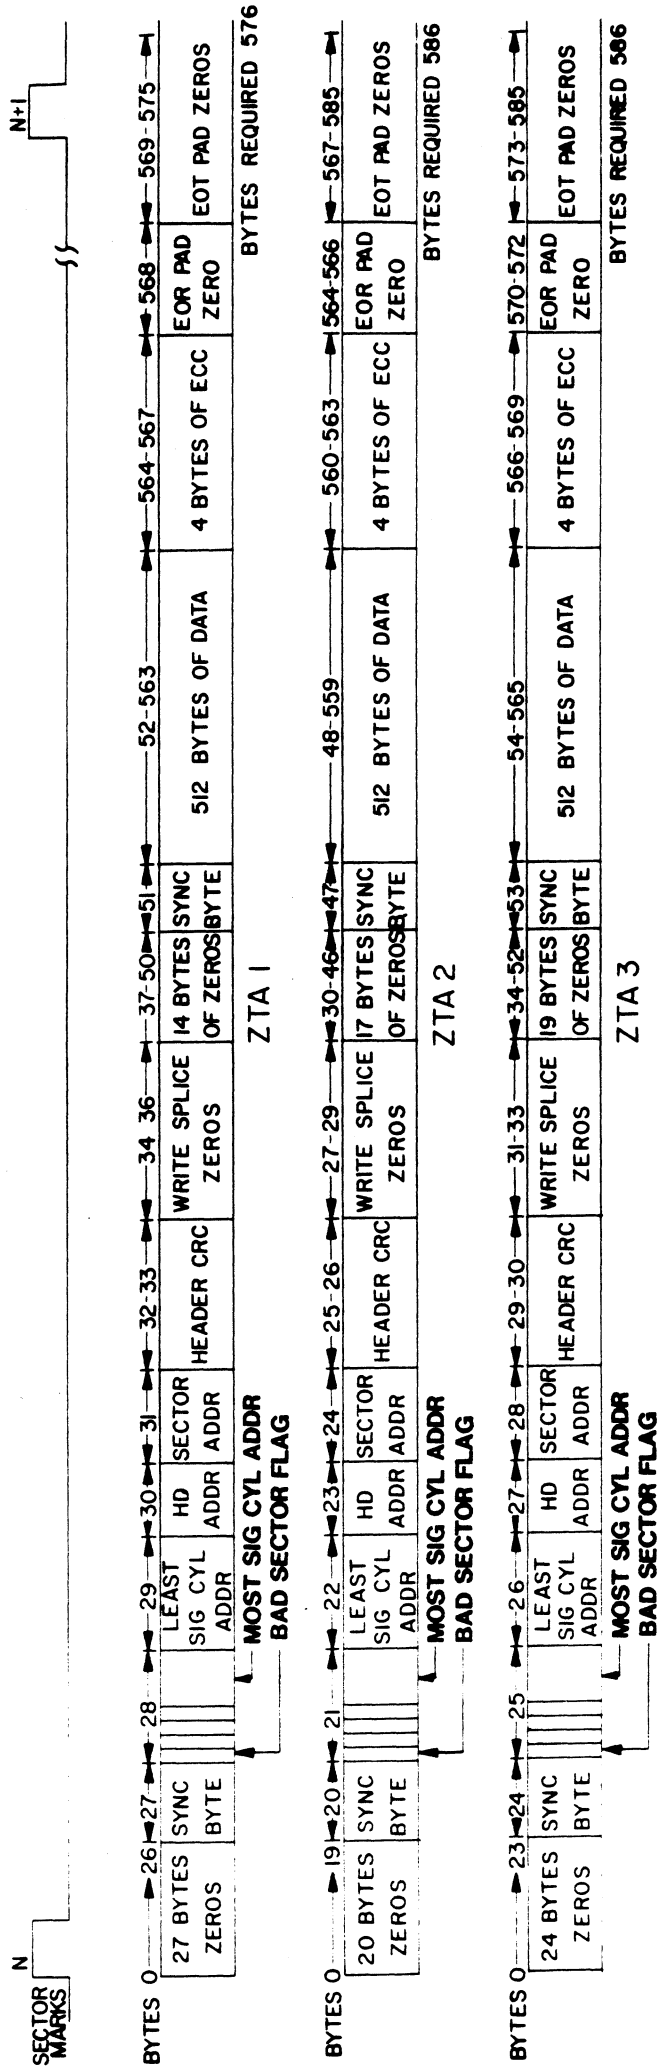 SECTOR MARKS
N
N+1
BYTES 0 26 27 28 29 30 31 32-33 34 36 37-50 51 52-563 564-567 568 569-575
27 BYTES ZEROS
SYNC BYTE
LEAST SIG CYL ADDR
HD ADDR
SECTOR ADDR
HEADER CRC
WRITE SPLICE ZEROS
14 BYTES OF ZEROS
SYNC BYTE
512 BYTES OF DATA
4 BYTES OF ECC
EOR PAD ZERO
EOT PAD ZEROS
MOST SIG CYL ADDR
BAD SECTOR FLAG
ZTA 1
BYTES REQUIRED 576
BYTES 0 19 20 21 22 23 24 25-26 27-29 30-46 47 48-559 560-563 564-566 567-585
20 BYTES ZEROS
SYNC BYTE
LEAST SIG CYL ADDR
HD ADDR
SECTOR ADDR
HEADER CRC
WRITE SPLICE ZEROS
17 BYTES OF ZEROS
SYNC BYTE
512 BYTES OF DATA
4 BYTES OF ECC
EOR PAD ZERO
EOT PAD ZEROS
MOST SIG CYL ADDR
BAD SECTOR FLAG
ZTA 2
BYTES REQUIRED 586
BYTES 0 23 24 25 26 27 28 29-30 31-33 34-52 53 54-565 566-569 570-572 573-585
24 BYTES ZEROS
SYNC BYTE
LEAST SIG CYL ADDR
HD ADDR
SECTOR ADDR
HEADER CRC
WRITE SPLICE ZEROS
19 BYTES OF ZEROS
SYNC BYTE
512 BYTES OF DATA
4 BYTES OF ECC
EOR PAD ZERO
EOT PAD ZEROS
MOST SIG CYL ADDR
BAD SECTOR FLAG
ZTA 3
BYTES REQUIRED 586